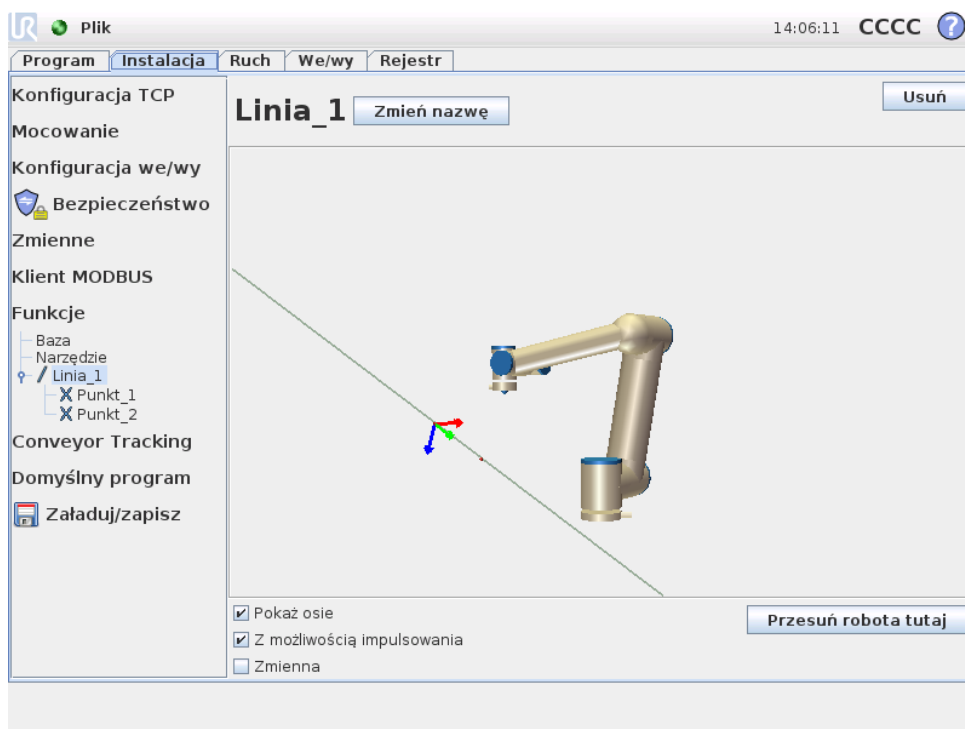 UR Plik 14:06:11 CCCC ?
Program Instalacja Ruch We/wy Rejestr
Konfiguracja TCP
Mocowanie
Konfiguracja we/wy
Bezpieczeństwo
Zmienne
Klient MODBUS
Funkcje
Baza
Narzędzie
Linia_1
Punkt_1
Punkt_2
Conveyor Tracking
Domyślny program
Załaduj/zapisz
Linia_1 Zmień nazwę Usuń
Pokaż osie
Z możliwością impulsowania
Zmienna
Przesuń robota tutaj